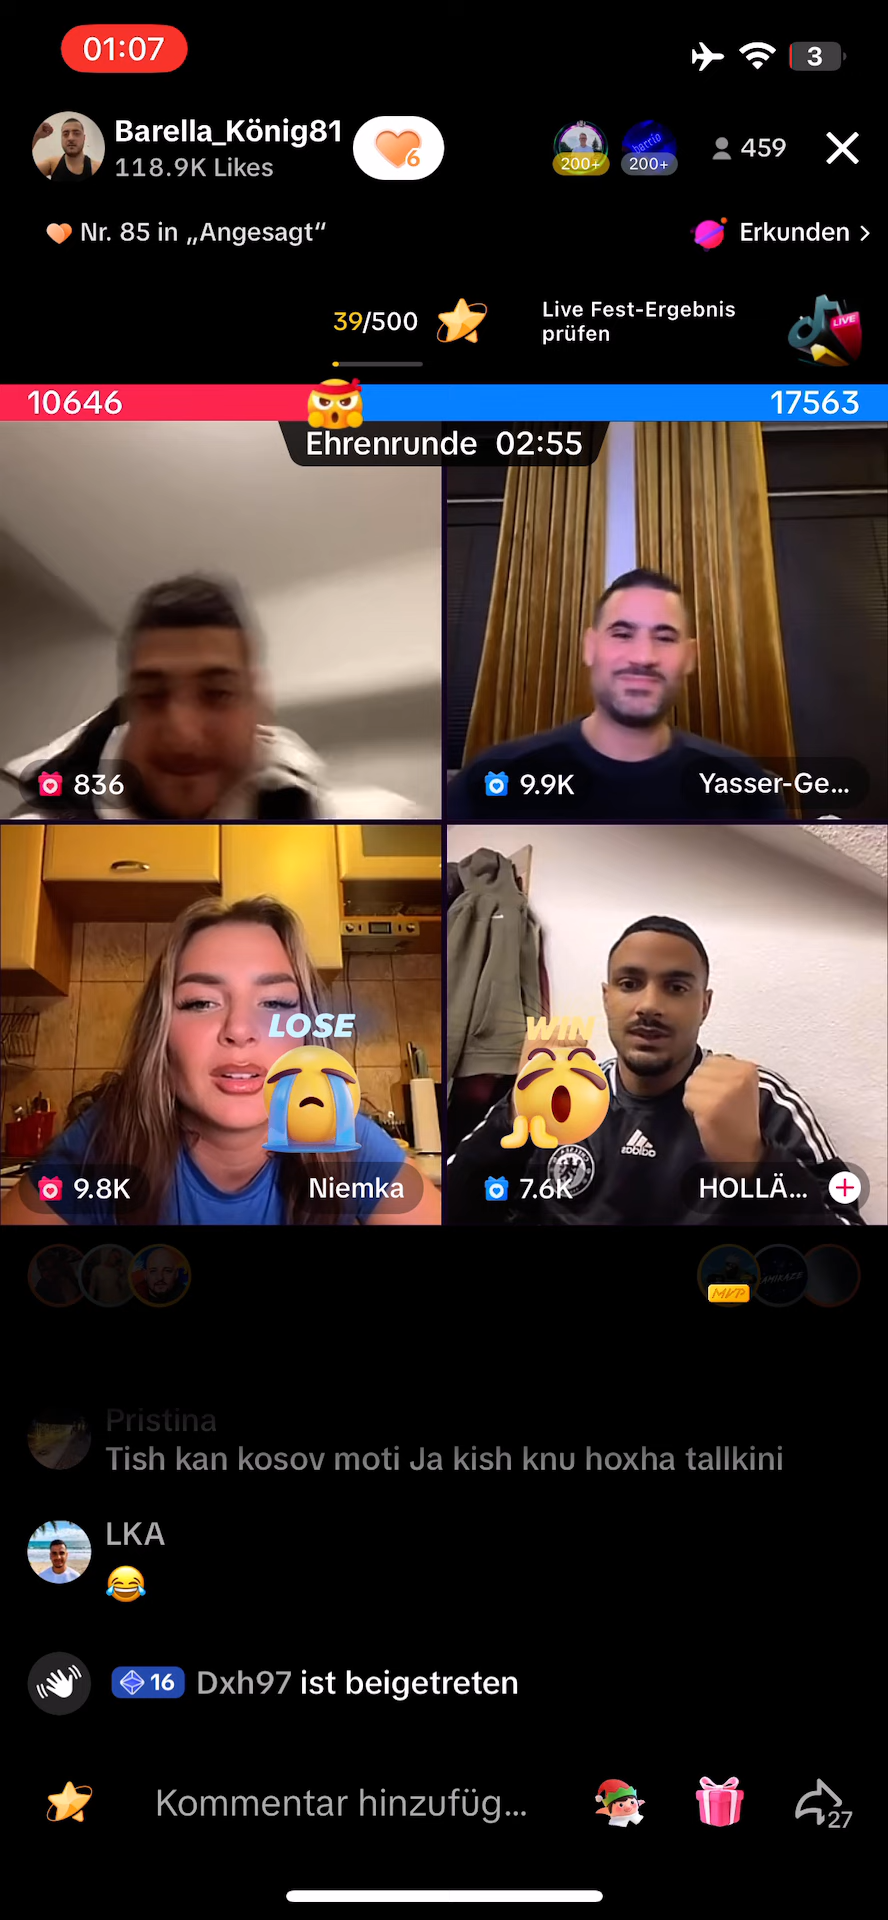 01:07
3
Barella_König81
118.9K Likes
6
200+
200+
459
Nr. 85 in „Angesagt“
Erkunden >
39/500
Live Fest-Ergebnis
prüfen
LIVE
10646
17563
Ehrenrunde 02:55
836
9.9K
Yasser-Ge...
LOSE
WIN
adidas
9.8K
Niemka
7.6K
HOLLÄ...
MVP
Pristina
Tish kan kosov moti Ja kish knu hoxha tallkini
LKA
😂
16 Dxh97 ist beigetreten
Kommentar hinzufüg...
27